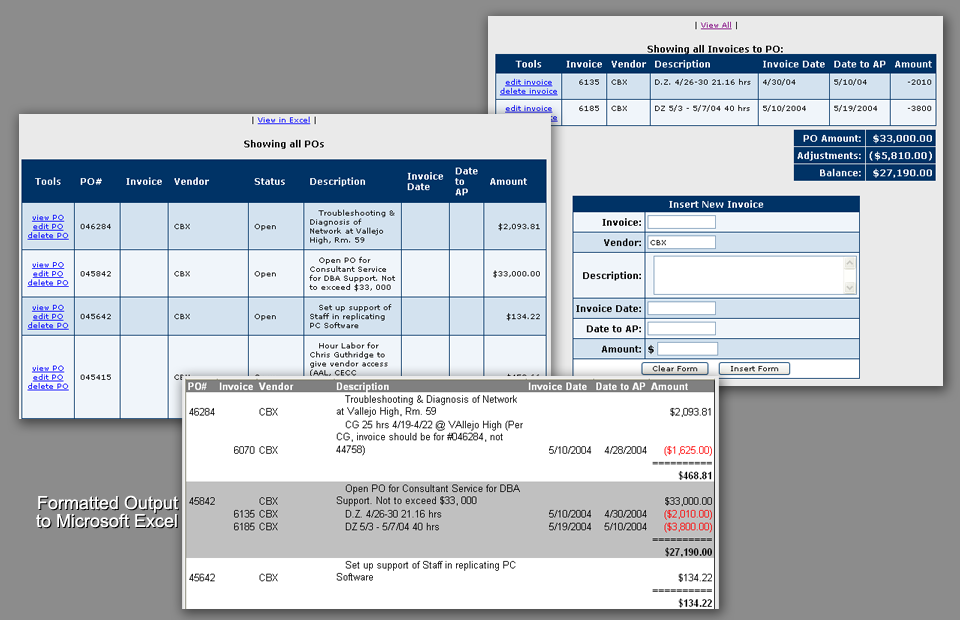 | View All |
Showing all Invoices to PO:
Tools Invoice Vendor Description Invoice Date Date to AP Amount
edit invoice
delete invoice 6135 CBX D.Z. 4/26-30 21.16 hrs 4/30/04 5/10/04 -2010
edit invoice 6185 CBX DZ 5/3 - 5/7/04 40 hrs 5/10/2004 5/19/2004 -3800
PO Amount: $33,000.00
Adjustments: ($5,810.00)
Balance: $27,190.00
Insert New Invoice
Invoice:
Vendor: CBX
Description:
Invoice Date:
Date to AP:
Amount: $
Clear Form Insert Form
| View in Excel |
Showing all POs
Tools PO# Invoice Vendor Status Description Invoice Date Date to AP Amount
view PO
edit PO
delete PO
046284 CBX Open
Troubleshooting &
Diagnosis of
Network at Vallejo
High, Rm. 59
$2,093.81
view PO
edit PO
delete PO
045842 CBX Open
Open PO for
Consultant Service
for DBA Support. Not
to exceed $33, 000
$33,000.00
view PO
edit PO
delete PO
045642 CBX Open
Set up support of
Staff in replicating
PC Software
$134.22
view PO
edit PO
delete PO
045415
Hour Labor for
Chris Guthridge to
give vendor access
(AAL, CECC
PO# Invoice Vendor Description Invoice Date Date to AP Amount
Troubleshooting & Diagnosis of Network
46284 CBX at Vallejo High, Rm. 59 $2,093.81
CG 25 hrs 4/19-4/22 @ VAllejo High (Per
CG, invoice should be for #046284, not
6070 CBX 44758) 5/10/2004 4/28/2004 ($1,625.00)
==========
$468.81
Open PO for Consultant Service for DBA
45842 CBX Support. Not to exceed $33, 000 $33,000.00
6135 CBX D.Z. 4/26-30 21.16 hrs 5/10/2004 4/30/2004 ($2,010.00)
6185 CBX DZ 5/3 - 5/7/04 40 hrs 5/19/2004 5/10/2004 ($3,800.00)
==========
$27,190.00
Set up support of Staff in replicating PC
45642 CBX Software $134.22
==========
$134.22
Formatted Output
to Microsoft Excel